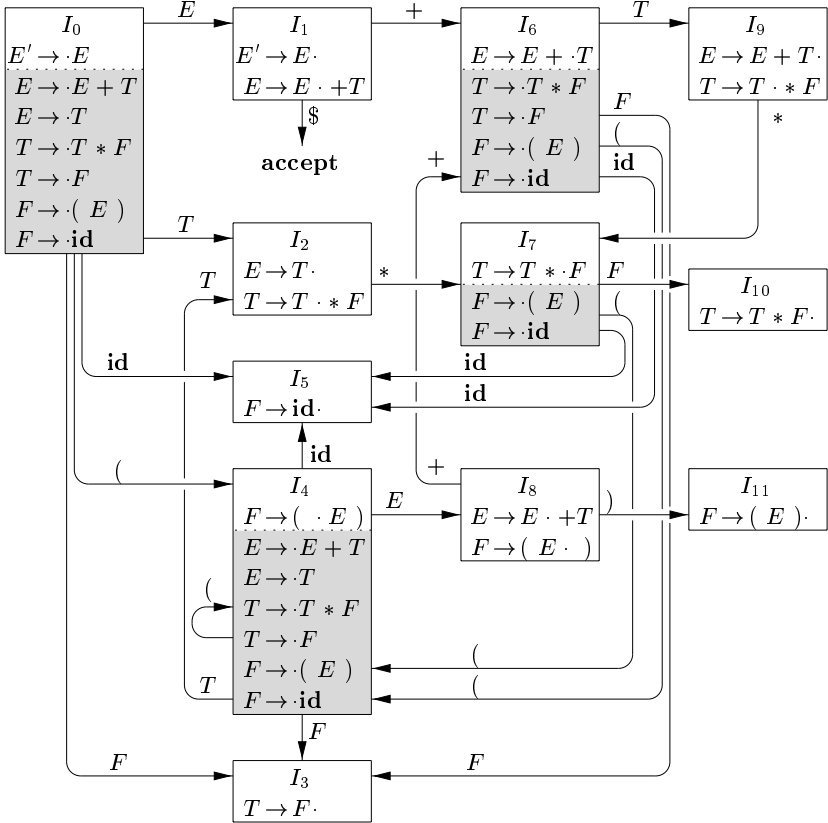 I₀
E′ → ·E
E → ·E + T
E → ·T
T → ·T * F
T → ·F
F → ·( E )
F → ·id
E
I₁
E′ → E·
E → E · +T
$
accept
+
I₆
E → E + ·T
T → ·T * F
T → ·F
F → ·( E )
F → ·id
T
I₉
E → E + T·
T → T · * F
*
F
(
id
+
T
I₂
E → T·
T → T · * F
T
*
I₇
T → T * ·F
F → ·( E )
F → ·id
F
(
I₁₀
T → T * F·
id
I₅
F → id·
id
id
id
(
I₄
F → ( · E )
E → ·E + T
E → ·T
T → ·T * F
T → ·F
F → ·( E )
F → ·id
(
T
E
+
I₈
E → E · +T
F → ( E · )
)
I₁₁
F → ( E )·
(
(
F
F
I₃
T → F·
F